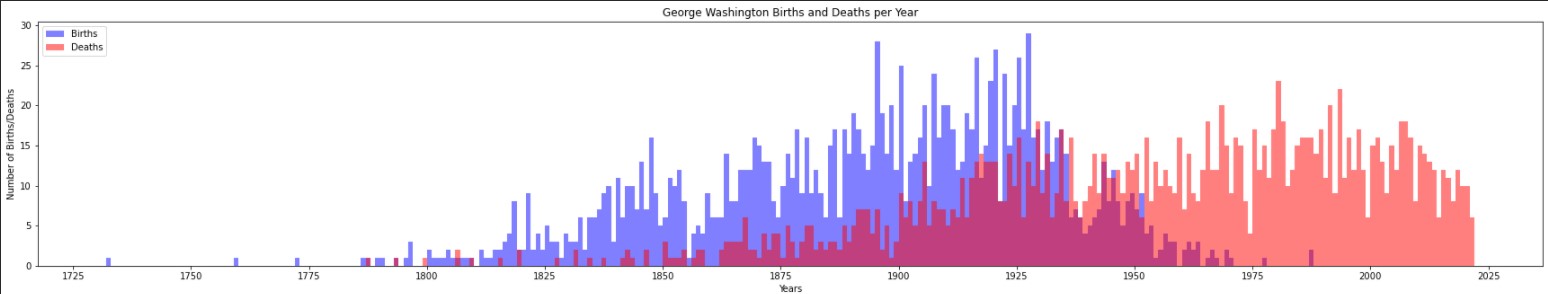 George Washington Births and Deaths per Year
30
25
20
15
10
5
0
Number of Births/Deaths
Births
Deaths
1725 1750 1775 1800 1825 1850 1875 1900 1925 1950 1975 2000 2025
Years